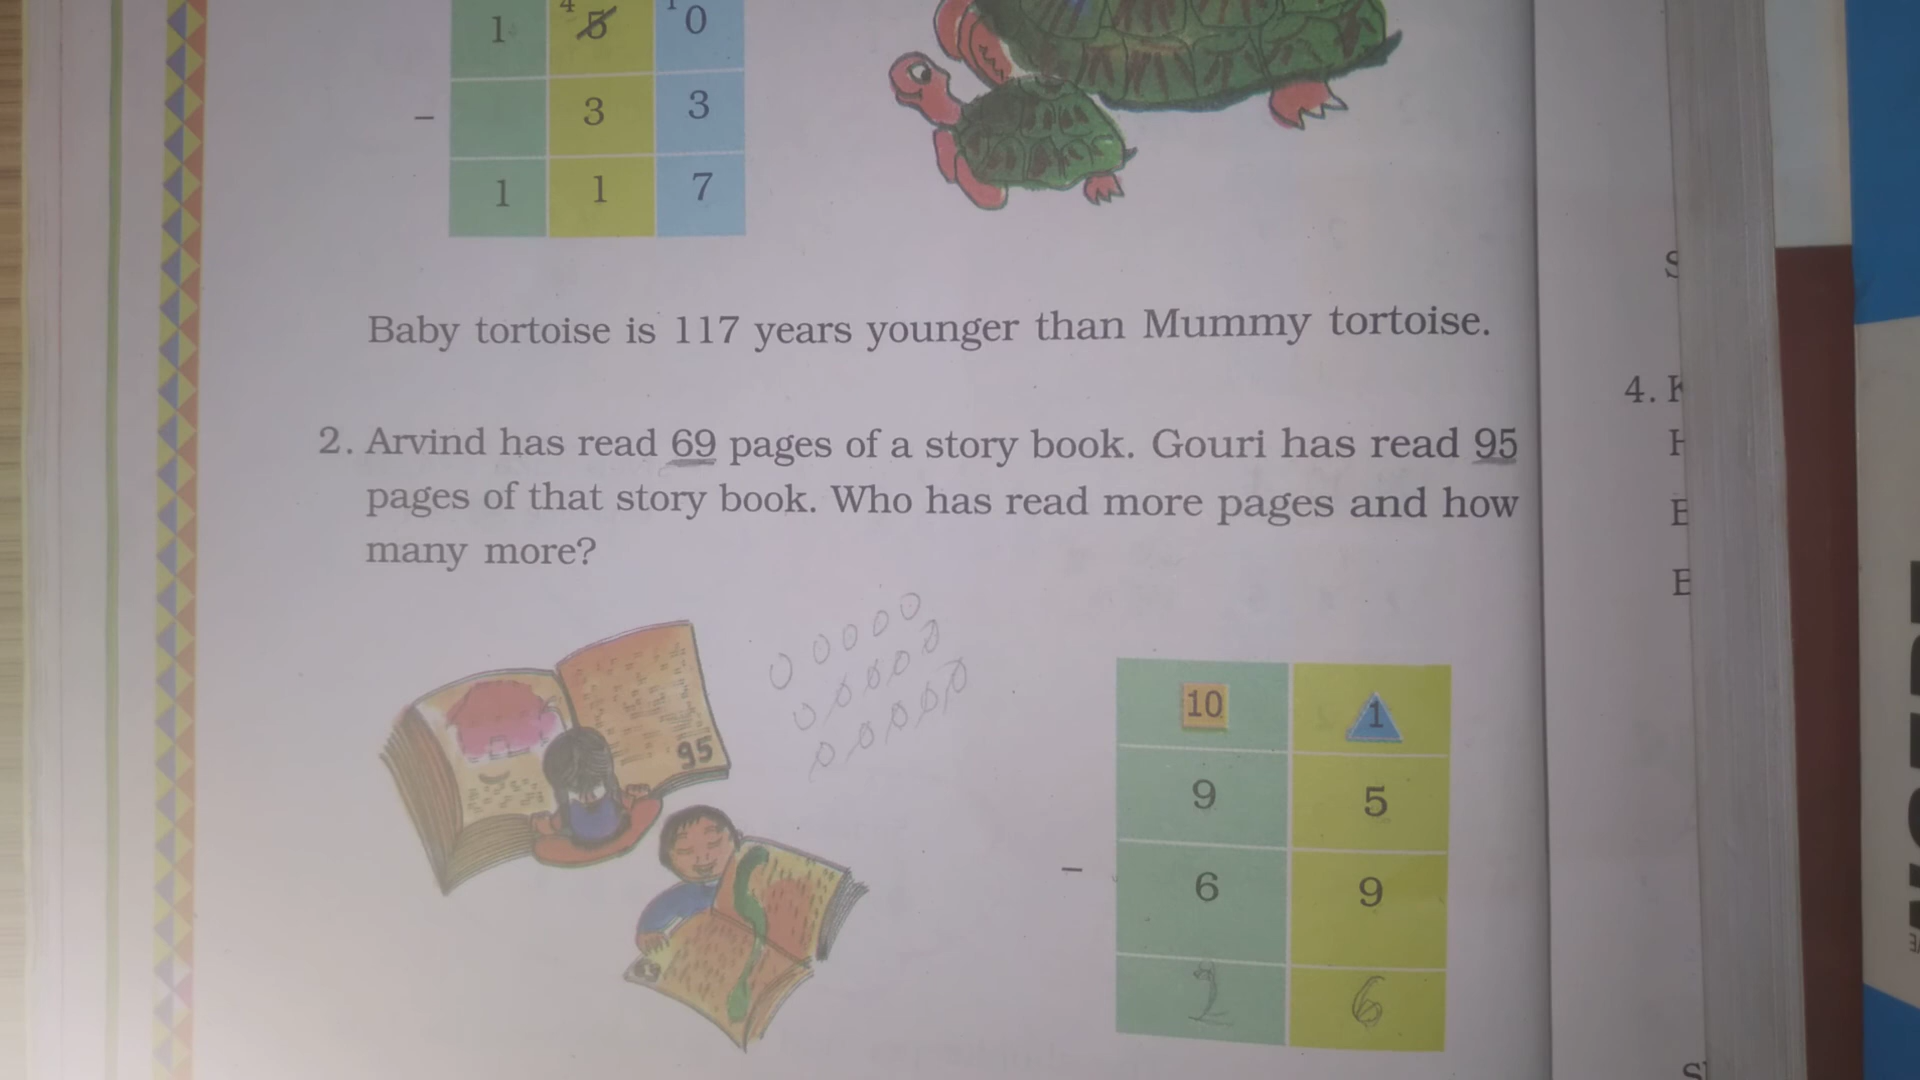 4 1
1 5 0
– 3 3
1 1 7
Baby tortoise is 117 years younger than Mummy tortoise.
2. Arvind has read 69 pages of a story book. Gouri has read 95
pages of that story book. Who has read more pages and how
many more?
95
10 1
9 5
– 6 9
2 6
S
4. K
H
E
E